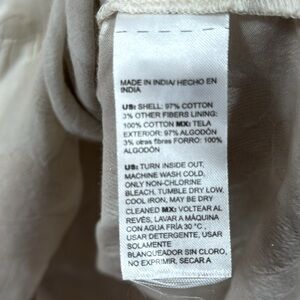 MADE IN INDIA/ HECHO EN
INDIA
US: SHELL: 97% COTTON
3% OTHER FIBERS LINING:
100% COTTON MX: TELA
EXTERIOR: 97% ALGODÓN
3% otras fibras FORRO: 100%
ALGODÓN
US: TURN INSIDE OUT,
MACHINE WASH COLD,
ONLY NON-CHLORINE
BLEACH, TUMBLE DRY LOW,
COOL IRON, MAY BE DRY
CLEANED MX: VOLTEAR AL
REVÉS, LAVAR A MÁQUINA
CON AGUA FRÍA 30 °C ,
USAR DETERGENTE, USAR
SOLAMENTE
BLANQUEADOR SIN CLORO,
NO EXPRIMIR, SECAR A